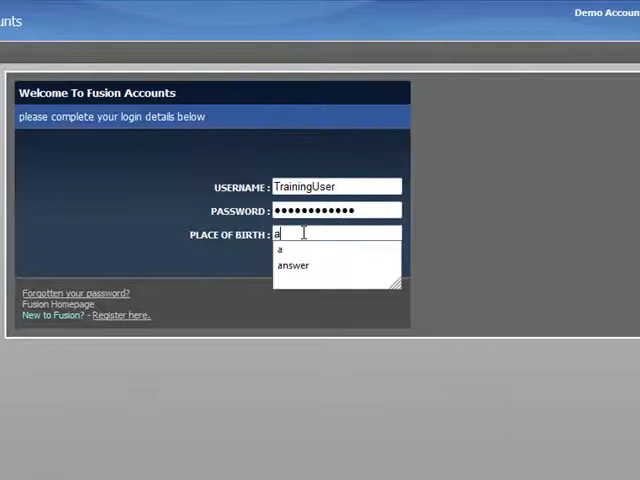 unts
Demo Accoun
Welcome To Fusion Accounts
please complete your login details below
USERNAME : TrainingUser
PASSWORD : ••••••••••••
PLACE OF BIRTH : a
a
answer
Forgotten your password?
Fusion Homepage
New to Fusion? - Register here.